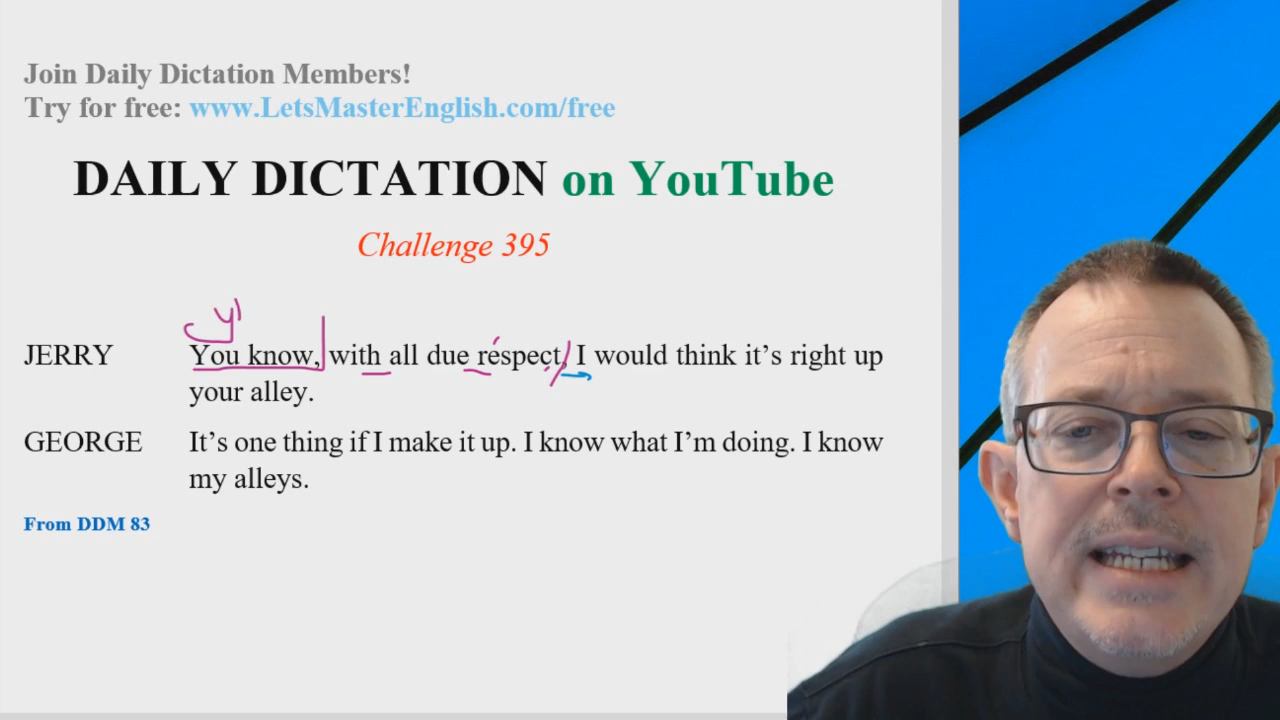 Join Daily Dictation Members!
Try for free: www.LetsMasterEnglish.com/free
DAILY DICTATION on YouTube
Challenge 395
y'
JERRY You know, with all due respect, I would think it's right up
your alley.
GEORGE It's one thing if I make it up. I know what I'm doing. I know
my alleys.
From DDM 83